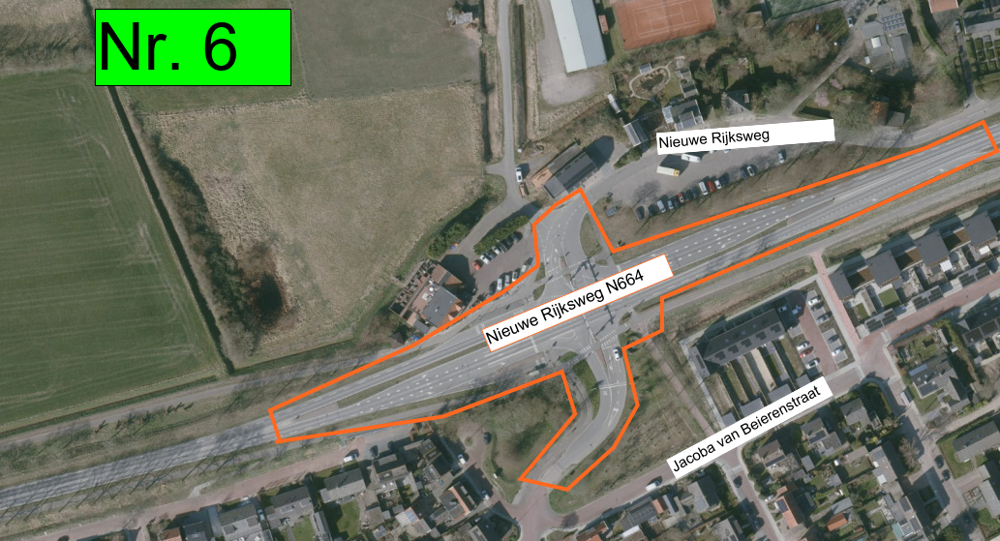 Nr. 6
Nieuwe Rijksweg
Nieuwe Rijksweg N664
Jacoba van Beierenstraat